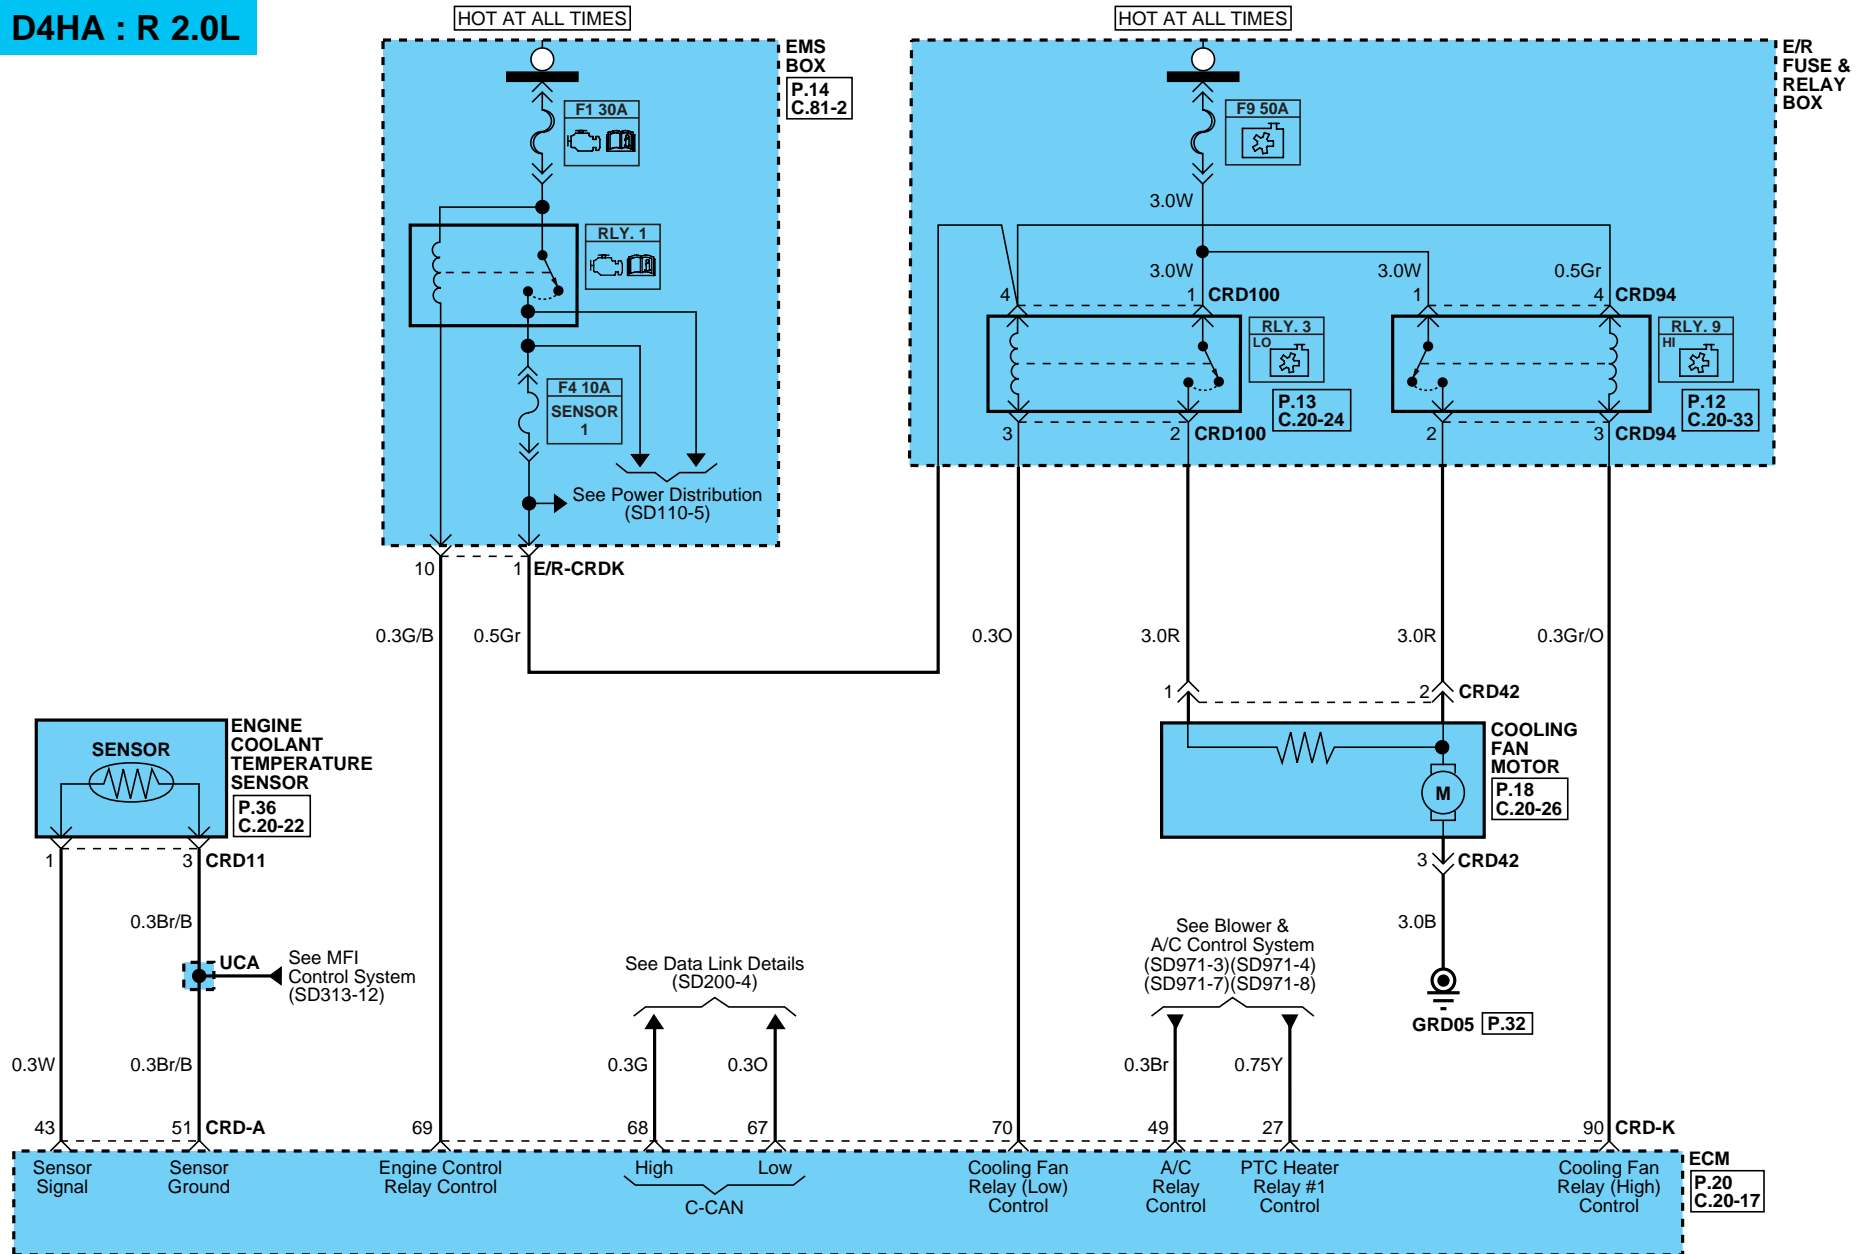 D4HA : R 2.0L
HOT AT ALL TIMES
HOT AT ALL TIMES
EMS
BOX
P.14
C.81-2
E/R
FUSE &
RELAY
BOX
F1 30A
F9 50A
3.0W
RLY. 1
3.0W
3.0W
0.5Gr
4
1
CRD100
1
4
CRD94
RLY. 3
LO
RLY. 9
HI
P.13
C.20-24
P.12
C.20-33
F4 10A
SENSOR
1
3
2
CRD100
2
3
CRD94
See Power Distribution
(SD110-5)
10
1
E/R-CRDK
0.3G/B
0.5Gr
0.3O
3.0R
3.0R
0.3Gr/O
1
2
CRD42
ENGINE
COOLANT
TEMPERATURE
SENSOR
P.36
C.20-22
SENSOR
COOLING
FAN
MOTOR
P.18
C.20-26
M
1
3
CRD11
3
CRD42
0.3Br/B
3.0B
UCA
See MFI
Control System
(SD313-12)
See Data Link Details
(SD200-4)
See Blower &
A/C Control System
(SD971-3)(SD971-4)
(SD971-7)(SD971-8)
GRD05
P.32
0.3W
0.3Br/B
0.3G
0.3O
0.3Br
0.75Y
43
51
CRD-A
69
68
67
70
49
27
90
CRD-K
Sensor
Signal
Sensor
Ground
Engine Control
Relay Control
High
Low
C-CAN
Cooling Fan
Relay (Low)
Control
A/C
Relay
Control
PTC Heater
Relay #1
Control
Cooling Fan
Relay (High)
Control
ECM
P.20
C.20-17